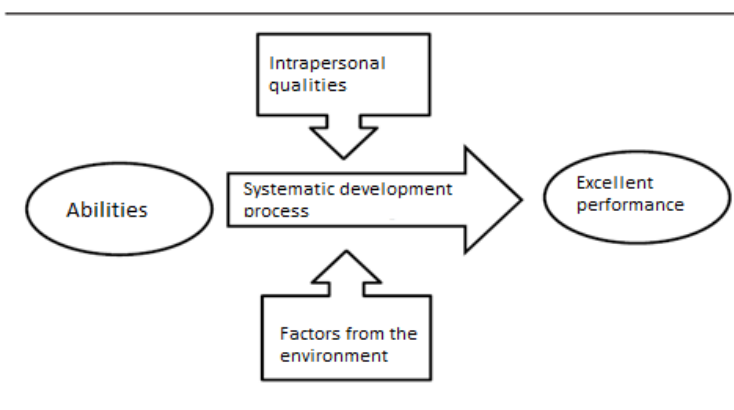 Intrapersonal
qualities
Abilities
Systematic development
process
Excellent
performance
Factors from the
environment